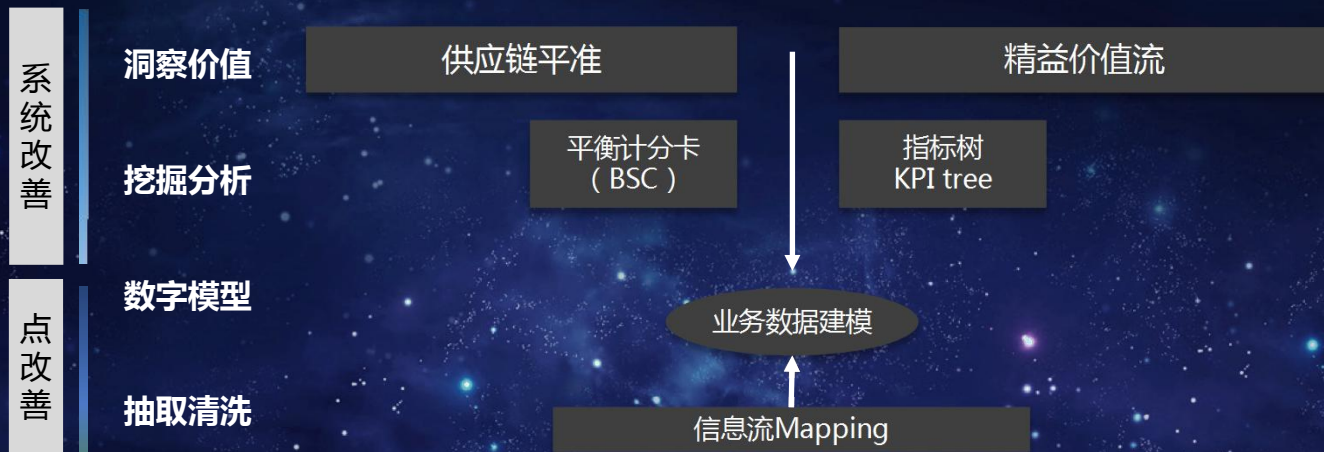 系统改善
洞察价值
供应链平准
精益价值流
挖掘分析
平衡计分卡
（BSC）
指标树
KPI tree
点改善
数字模型
业务数据建模
抽取清洗
信息流Mapping